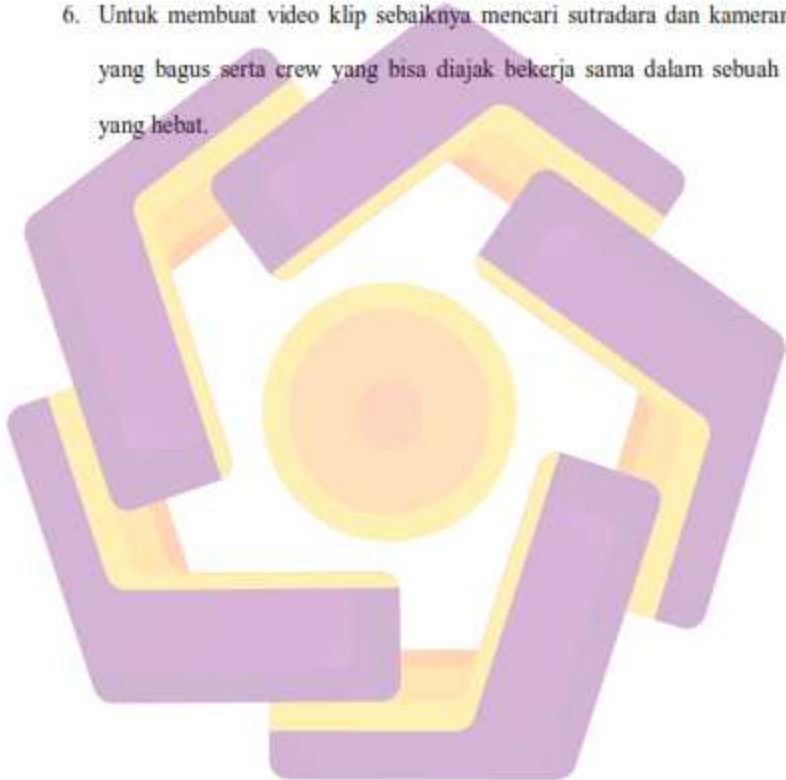 6. Untuk membuat video klip sebaiknya mencari sutradara dan
yang bagus serta crew yang bisa diajak bekerja sama dalam sebuah
yang hebat.